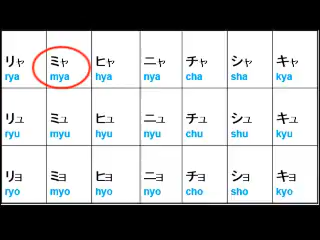 リャ ミャ ヒャ ニャ チャ シャ キャ
rya mya hya nya cha sha kya
リュ ミュ ヒュ ニュ チュ シュ キュ
ryu myu hyu nyu chu shu kyu
リョ ミョ ヒョ ニョ チョ ショ キョ
ryo myo hyo nyo cho sho kyo